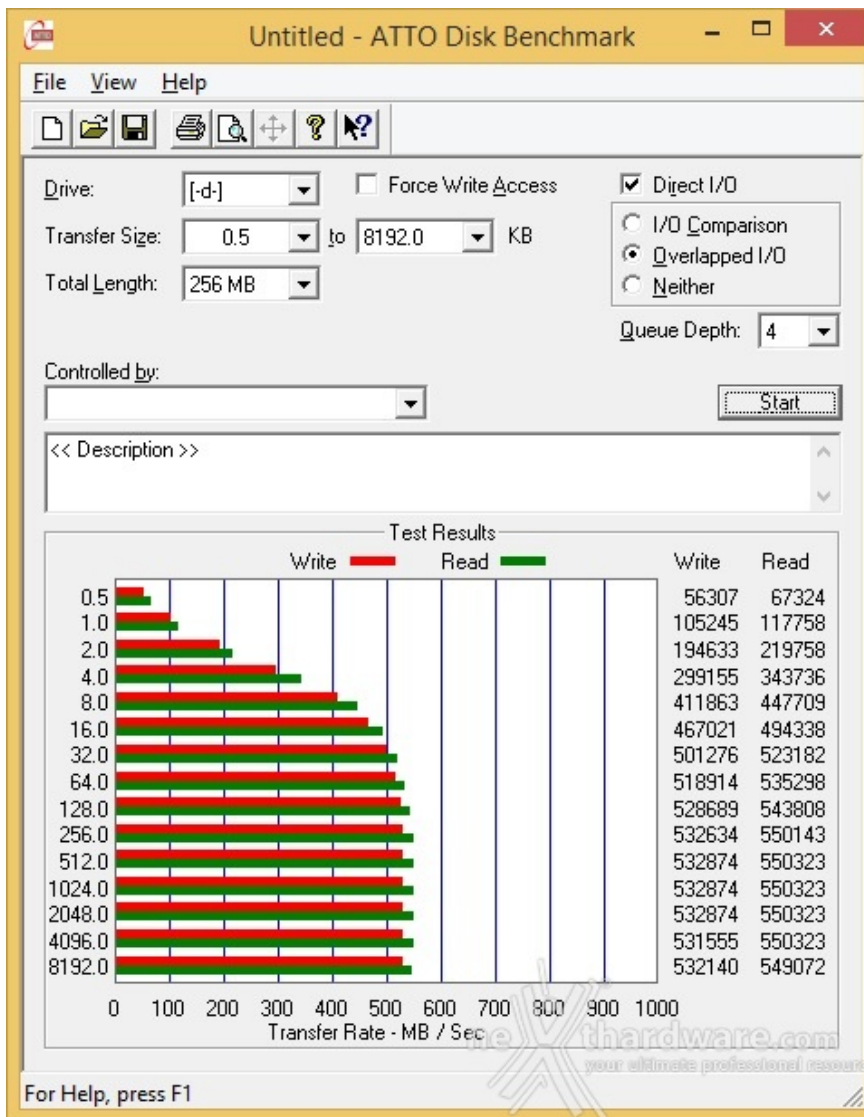 Untitled - ATTO Disk Benchmark
File View Help
Drive: [-d-] Force Write Access Direct I/O
Transfer Size: 0.5 to 8192.0 KB I/O Comparison
Overlapped I/O
Total Length: 256 MB Neither
Queue Depth: 4
Controlled by:
Start
<< Description >>
Test Results
Write Read Write Read
0.5 56307 67324
1.0 105245 117758
2.0 194633 219758
4.0 299155 343736
8.0 411863 447709
16.0 467021 494338
32.0 501276 523182
64.0 518914 535298
128.0 528689 543808
256.0 532634 550143
512.0 532874 550323
1024.0 532874 550323
2048.0 532874 550323
4096.0 531555 550323
8192.0 532140 549072
0 100 200 300 400 500 600 700 800 900 1000
Transfer Rate - MB / Sec
neXthardware.com
your ultimate professional resour
For Help, press F1